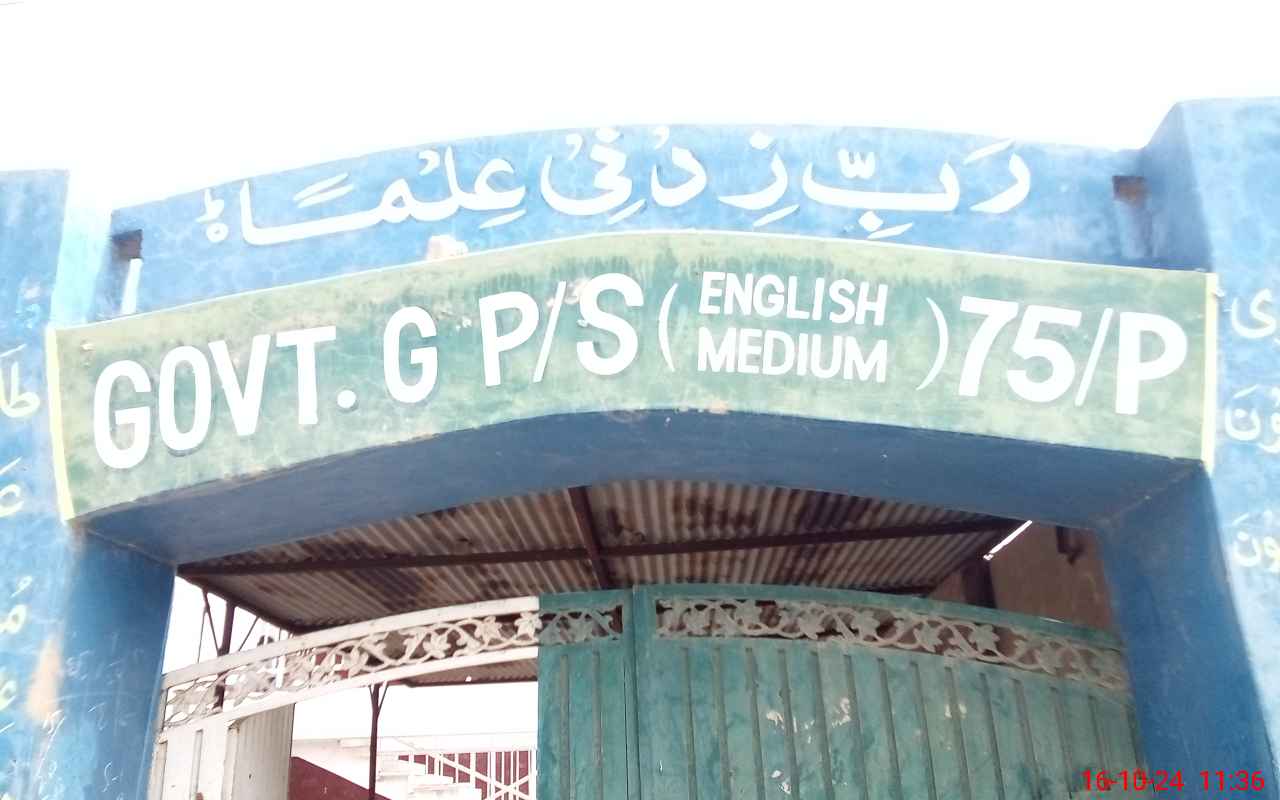 رَبِّ زِدْنِیْ عِلْمًا
GOVT. G P/S (ENGLISH MEDIUM) 75/P
16-10-24 11:36